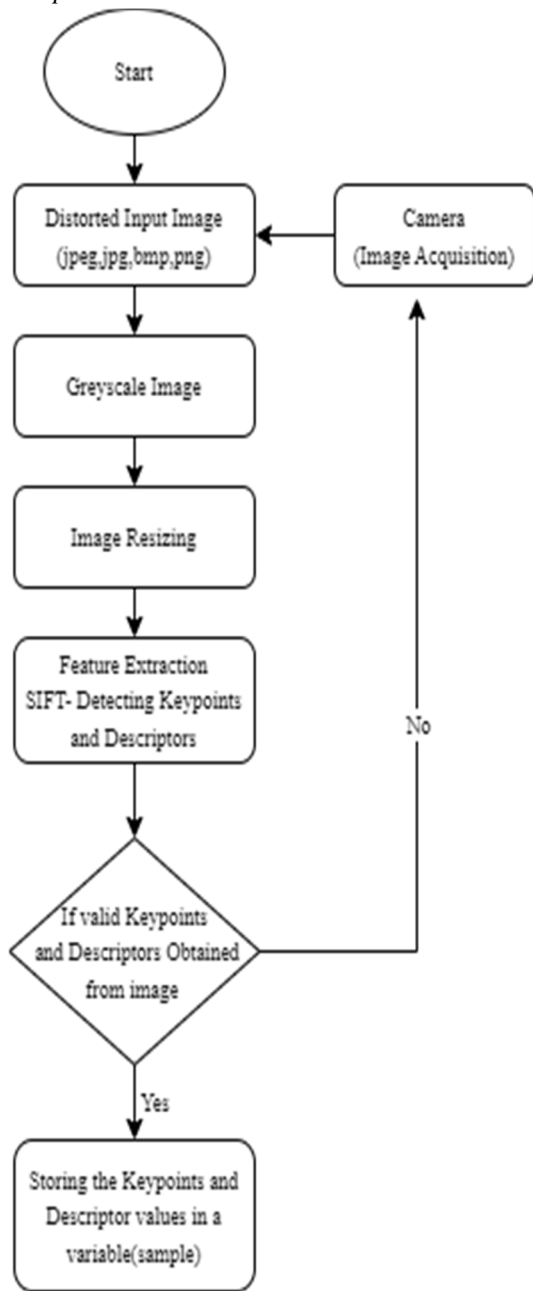 Start
Distorted Input Image
(jpeg,jpg,bmp,png)
Camera
(Image Acquisition)
Greyscale Image
Image Resizing
Feature Extraction
SIFT- Detecting Keypoints
and Descriptors
No
If valid Keypoints
and Descriptors Obtained
from image
Yes
Storing the Keypoints and
Descriptor values in a
variable(sample)